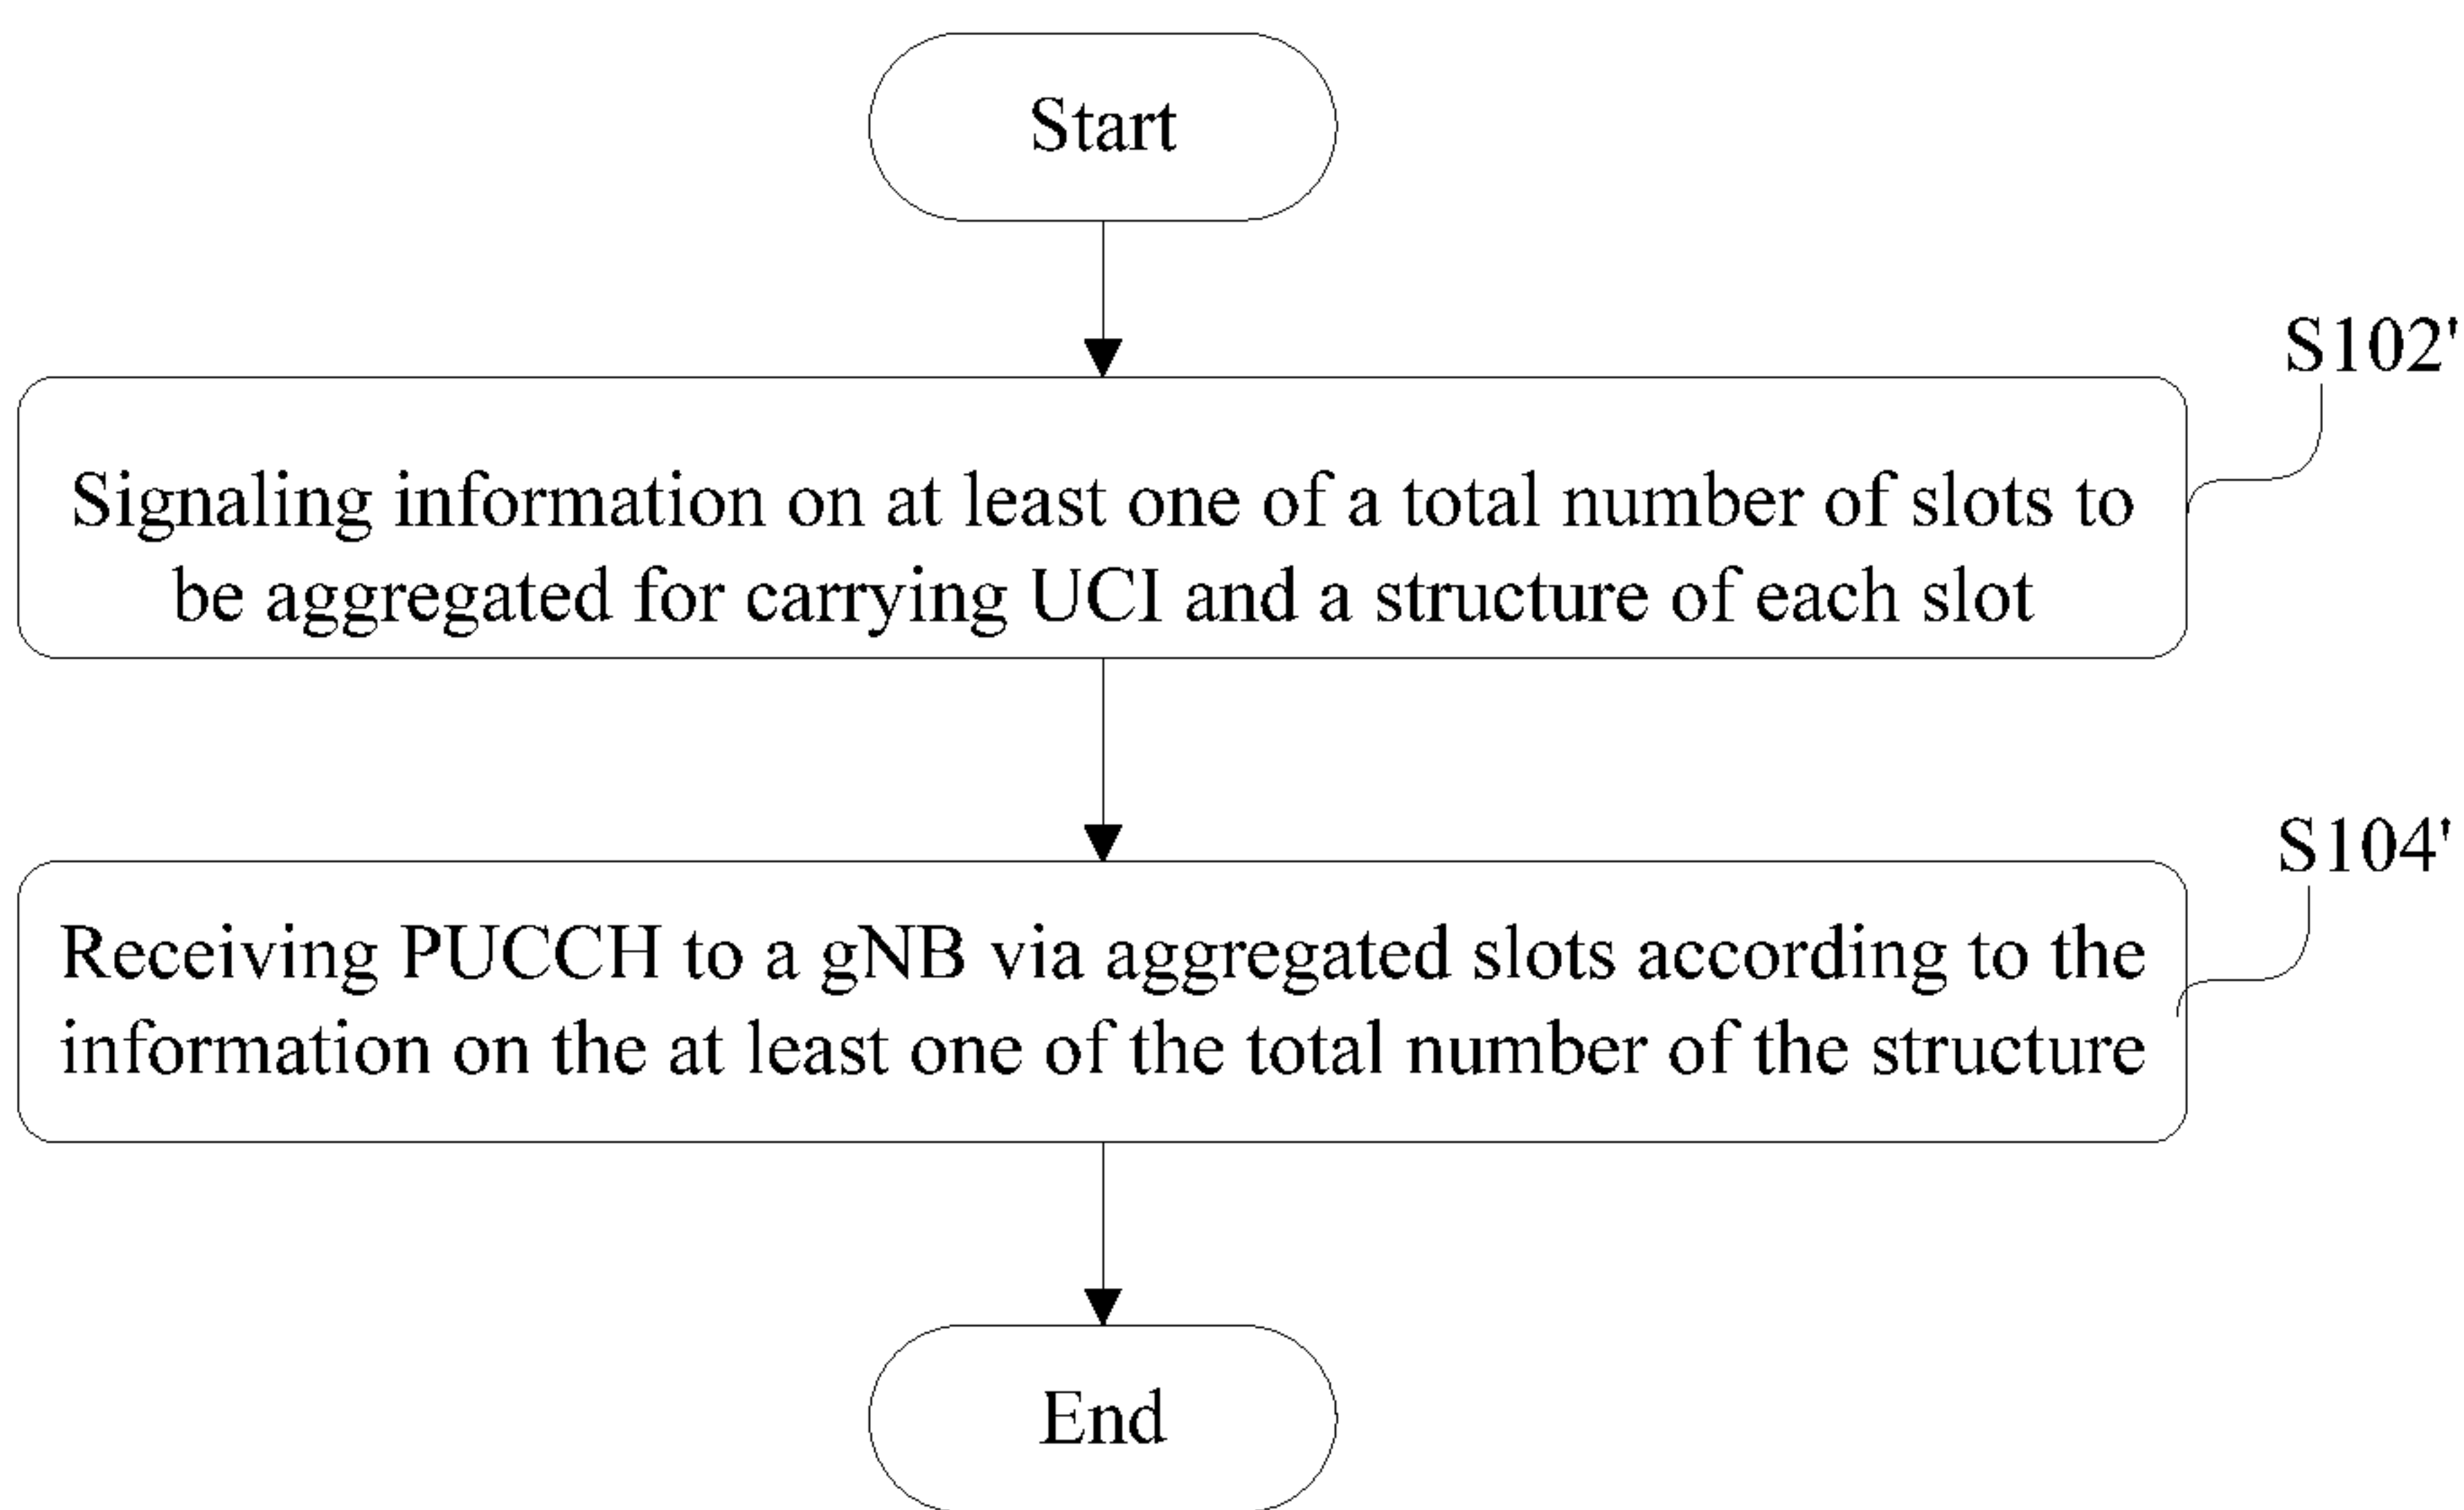 Start
S102'
Signaling information on at least one of a total number of slots to
be aggregated for carrying UCI and a structure of each slot
S104'
Receiving PUCCH to a gNB via aggregated slots according to the
information on the at least one of the total number of the structure
End